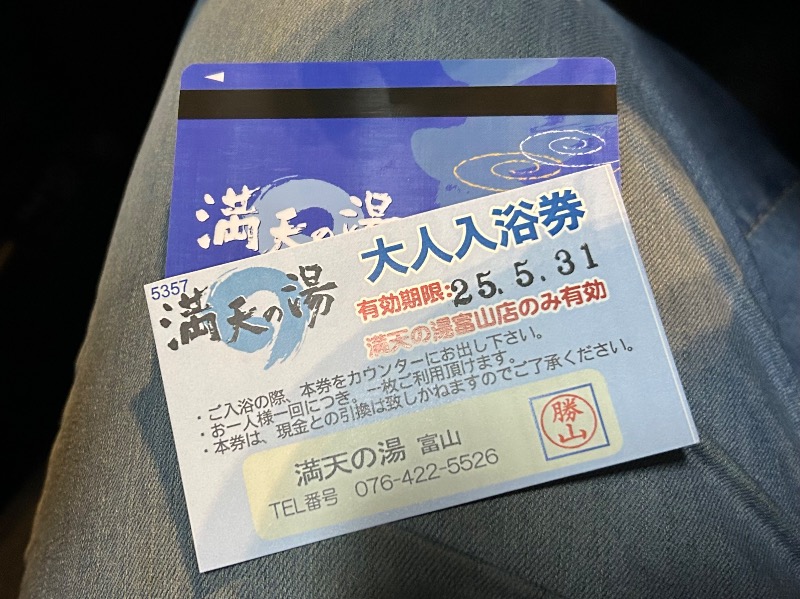 満天の湯
5357
満天の湯
大人入浴券
有効期限:25.5.31
満天の湯富山店のみ有効
・ご入浴の際、本券をカウンターにお出し下さい。
・お一人様一回につき。一枚ご利用頂けます。
・本券は、現金との引換は致しかねますのでご了承ください。
満天の湯 富山
TEL番号 076-422-5526
勝山